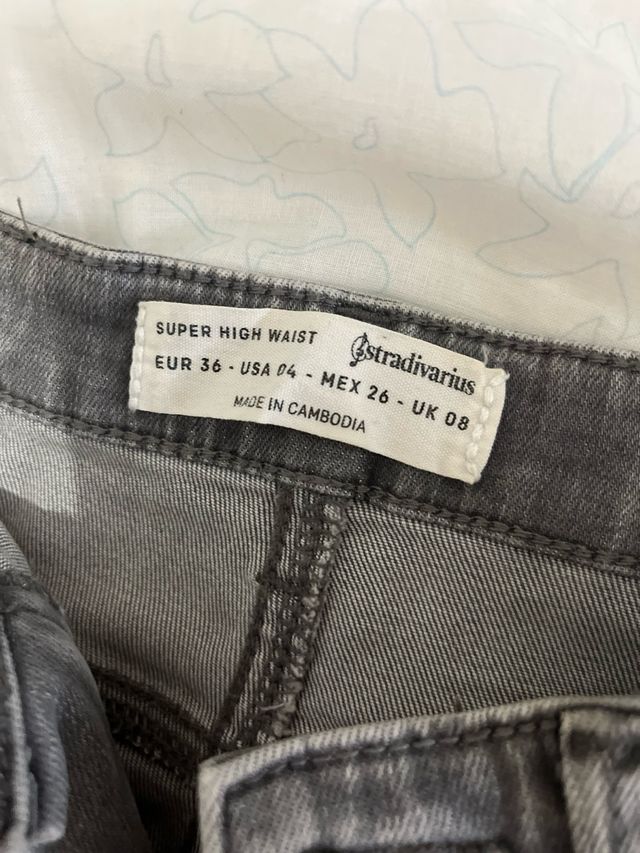 SUPER HIGH WAIST
stradivarius
EUR 36 - USA 04 - MEX 26 - UK 08
MADE IN CAMBODIA